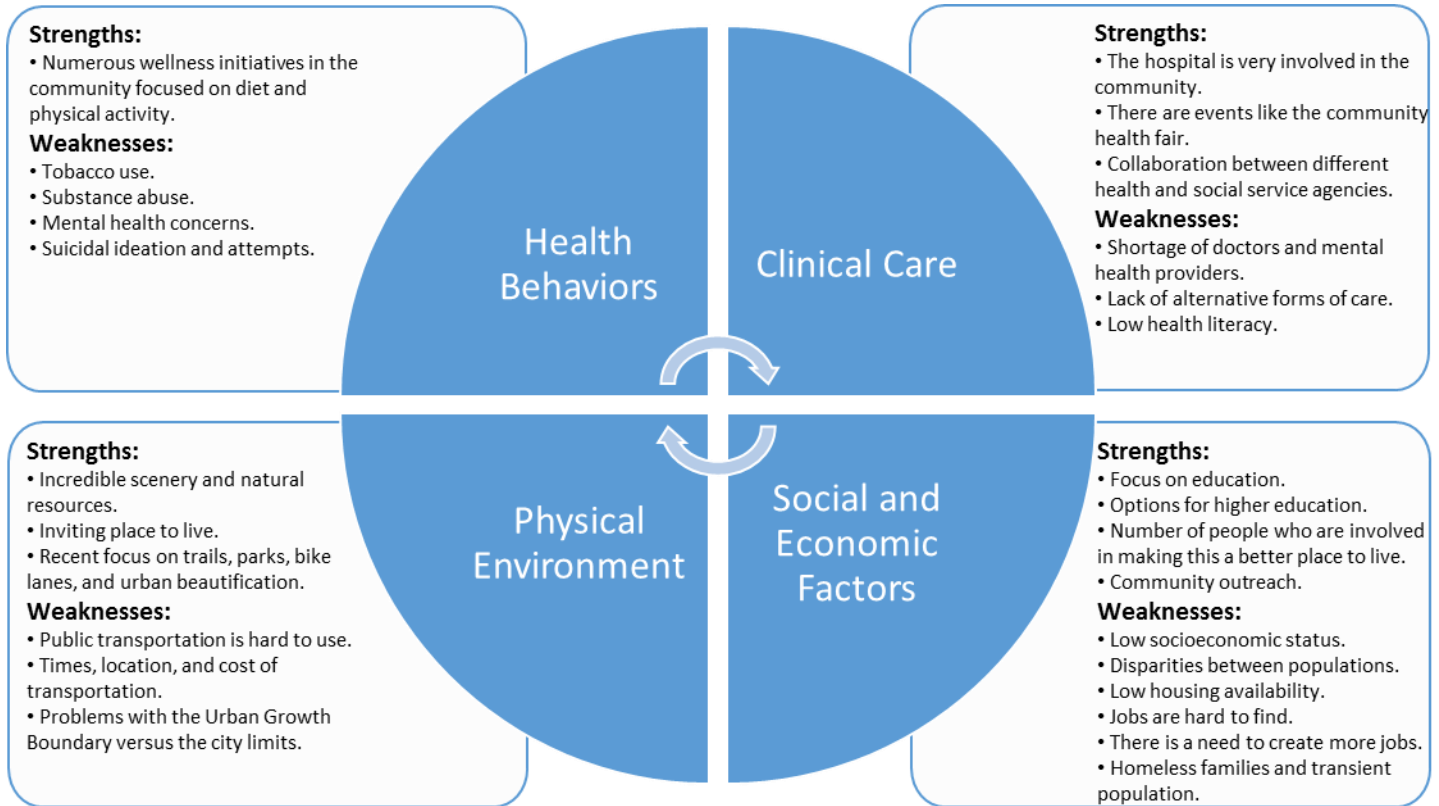 Strengths:
• Numerous wellness initiatives in the
community focused on diet and
physical activity.
Weaknesses:
• Tobacco use.
• Substance abuse.
• Mental health concerns.
• Suicidal ideation and attempts.
Health
Behaviors
Clinical Care
Strengths:
• The hospital is very involved in the
community.
• There are events like the community
health fair.
• Collaboration between different
health and social service agencies.
Weaknesses:
• Shortage of doctors and mental
health providers.
• Lack of alternative forms of care.
• Low health literacy.
Strengths:
• Incredible scenery and natural
resources.
• Inviting place to live.
• Recent focus on trails, parks, bike
lanes, and urban beautification.
Weaknesses:
• Public transportation is hard to use.
• Times, location, and cost of
transportation.
• Problems with the Urban Growth
Boundary versus the city limits.
Physical
Environment
Social and
Economic
Factors
Strengths:
• Focus on education.
• Options for higher education.
• Number of people who are involved
in making this a better place to live.
• Community outreach.
Weaknesses:
• Low socioeconomic status.
• Disparities between populations.
• Low housing availability.
• Jobs are hard to find.
• There is a need to create more jobs.
• Homeless families and transient
population.